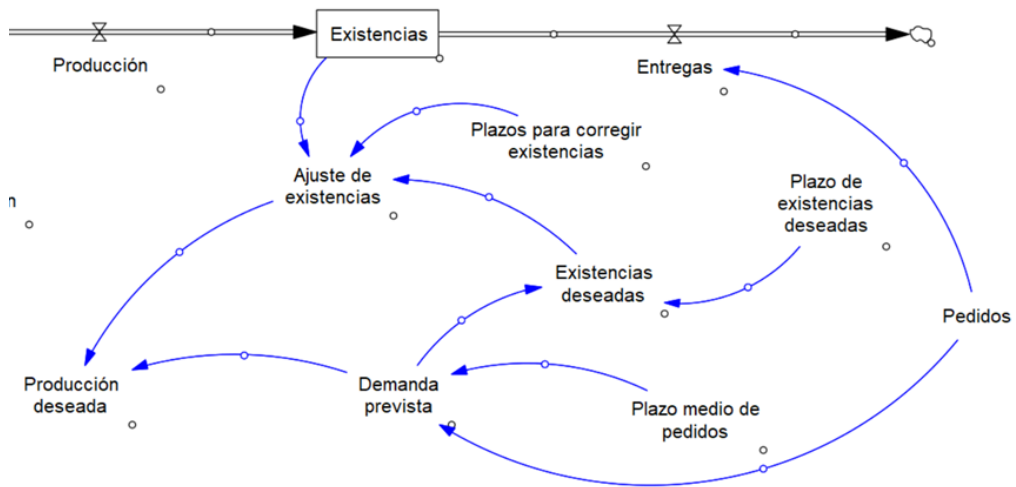 Existencias
Producción
Entregas
Plazos para corregir
existencias
Ajuste de
existencias
Plazo de
existencias
deseadas
n
Existencias
deseadas
Pedidos
Producción
deseada
Demanda
prevista
Plazo medio de
pedidos